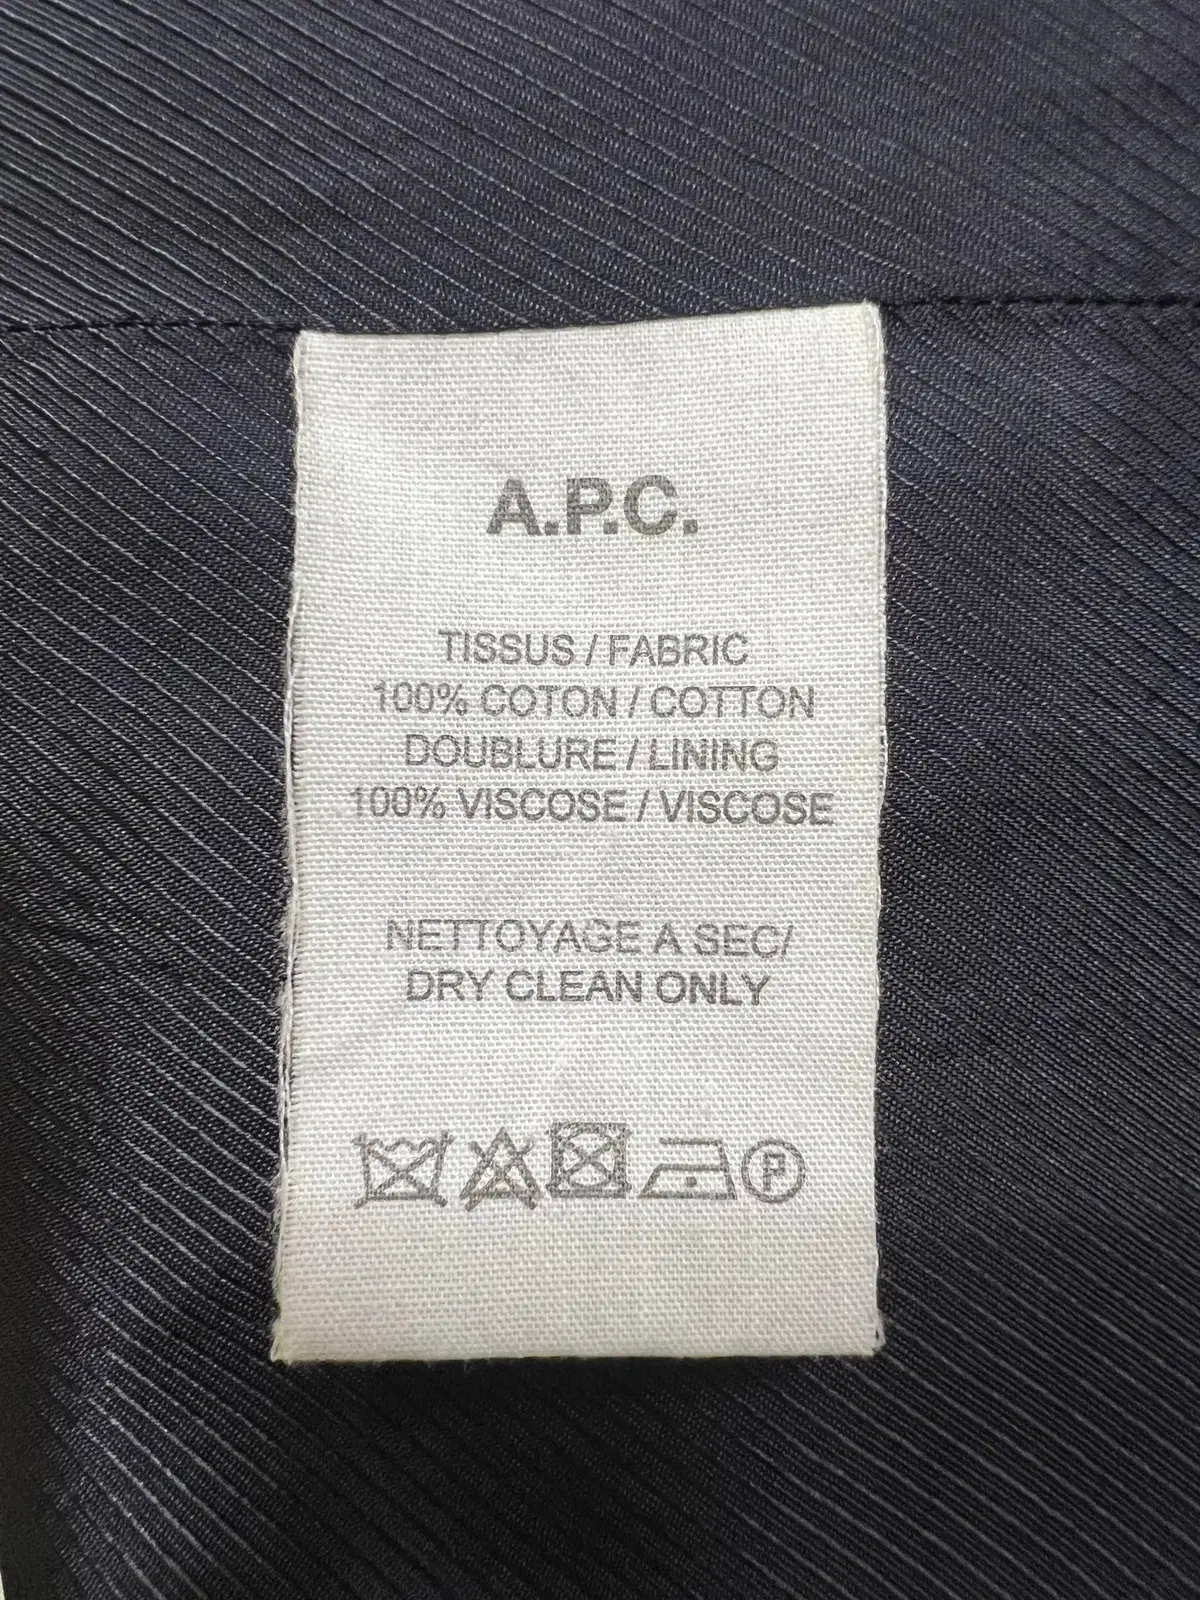 A.P.C.
TISSUS / FABRIC
100% COTON / COTTON
DOUBLURE / LINING
100% VISCOSE / VISCOSE
NETTOYAGE A SEC/
DRY CLEAN ONLY
P